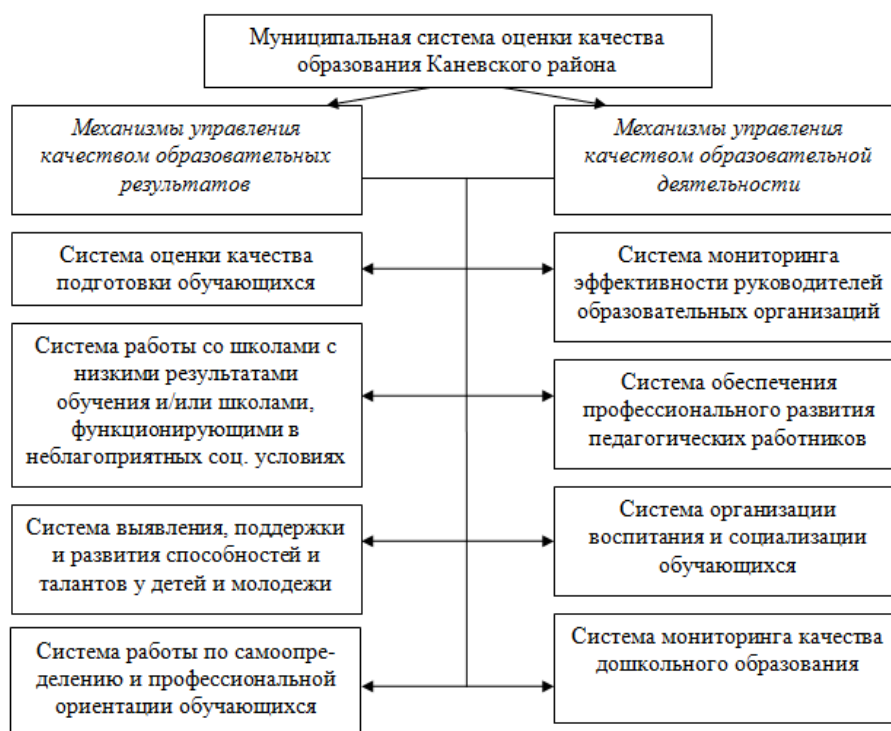 Муниципальная система оценки качества
образования Каневского района
Механизмы управления
качеством образовательных
результатов
Механизмы управления
качеством образовательной
деятельности
Система оценки качества
подготовки обучающихся
Система мониторинга
эффективности руководителей
образовательных организаций
Система работы со школами с
низкими результатами
обучения и/или школами,
функционирующими в
неблагоприятных соц. условиях
Система обеспечения
профессионального развития
педагогических работников
Система выявления, поддержки
и развития способностей и
талантов у детей и молодежи
Система организации
воспитания и социализации
обучающихся
Система работы по самоопре-
делению и профессиональной
ориентации обучающихся
Система мониторинга качества
дошкольного образования